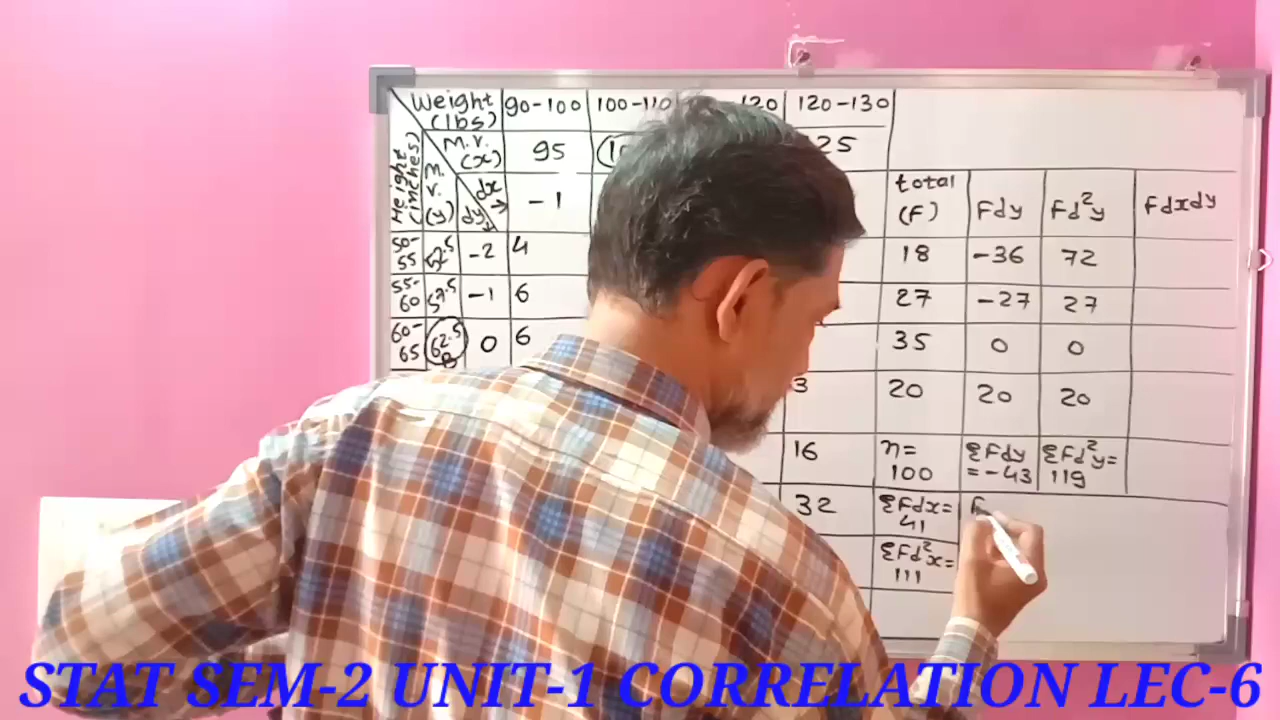 Weight (lbs) 90-100 100-110 120 120-130
M.V. (x) 95 25
Height (inches) M.V. (y) dx dy -1 total (F) Fdy Fd²y Fdxdy
50-55 52.5 -2 4 18 -36 72
55-60 57.5 -1 6 27 -27 27
60-65 62.5 0 6 35 0 0
3 20 20 20
16 n= 100 ΣFdy = -43 ΣFd²y= 119
32 ΣFdx= 41
ΣFd²x= 111
STAT SEM-2 UNIT-1 CORRELATION LEC-6